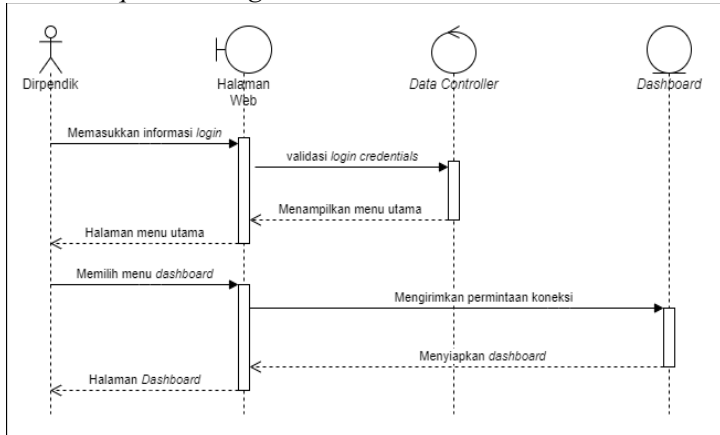 Dirpendik
Halaman
Web
Data Controller
Dashboard
Memasukkan informasi login
validasi login credentials
Menampilkan menu utama
Halaman menu utama
Memilih menu dashboard
Mengirimkan permintaan koneksi
Menyiapkan dashboard
Halaman Dashboard